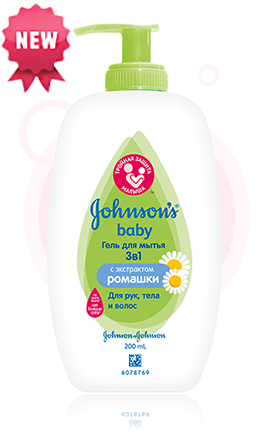 NEW
ТРОЙНАЯ ЗАЩИТА
МАЛЫША
Johnson's
baby
Гель для мытья
3в1
с экстрактом
ромашки
Для рук, тела
и волос
Johnson&Johnson
200 mL
6078769